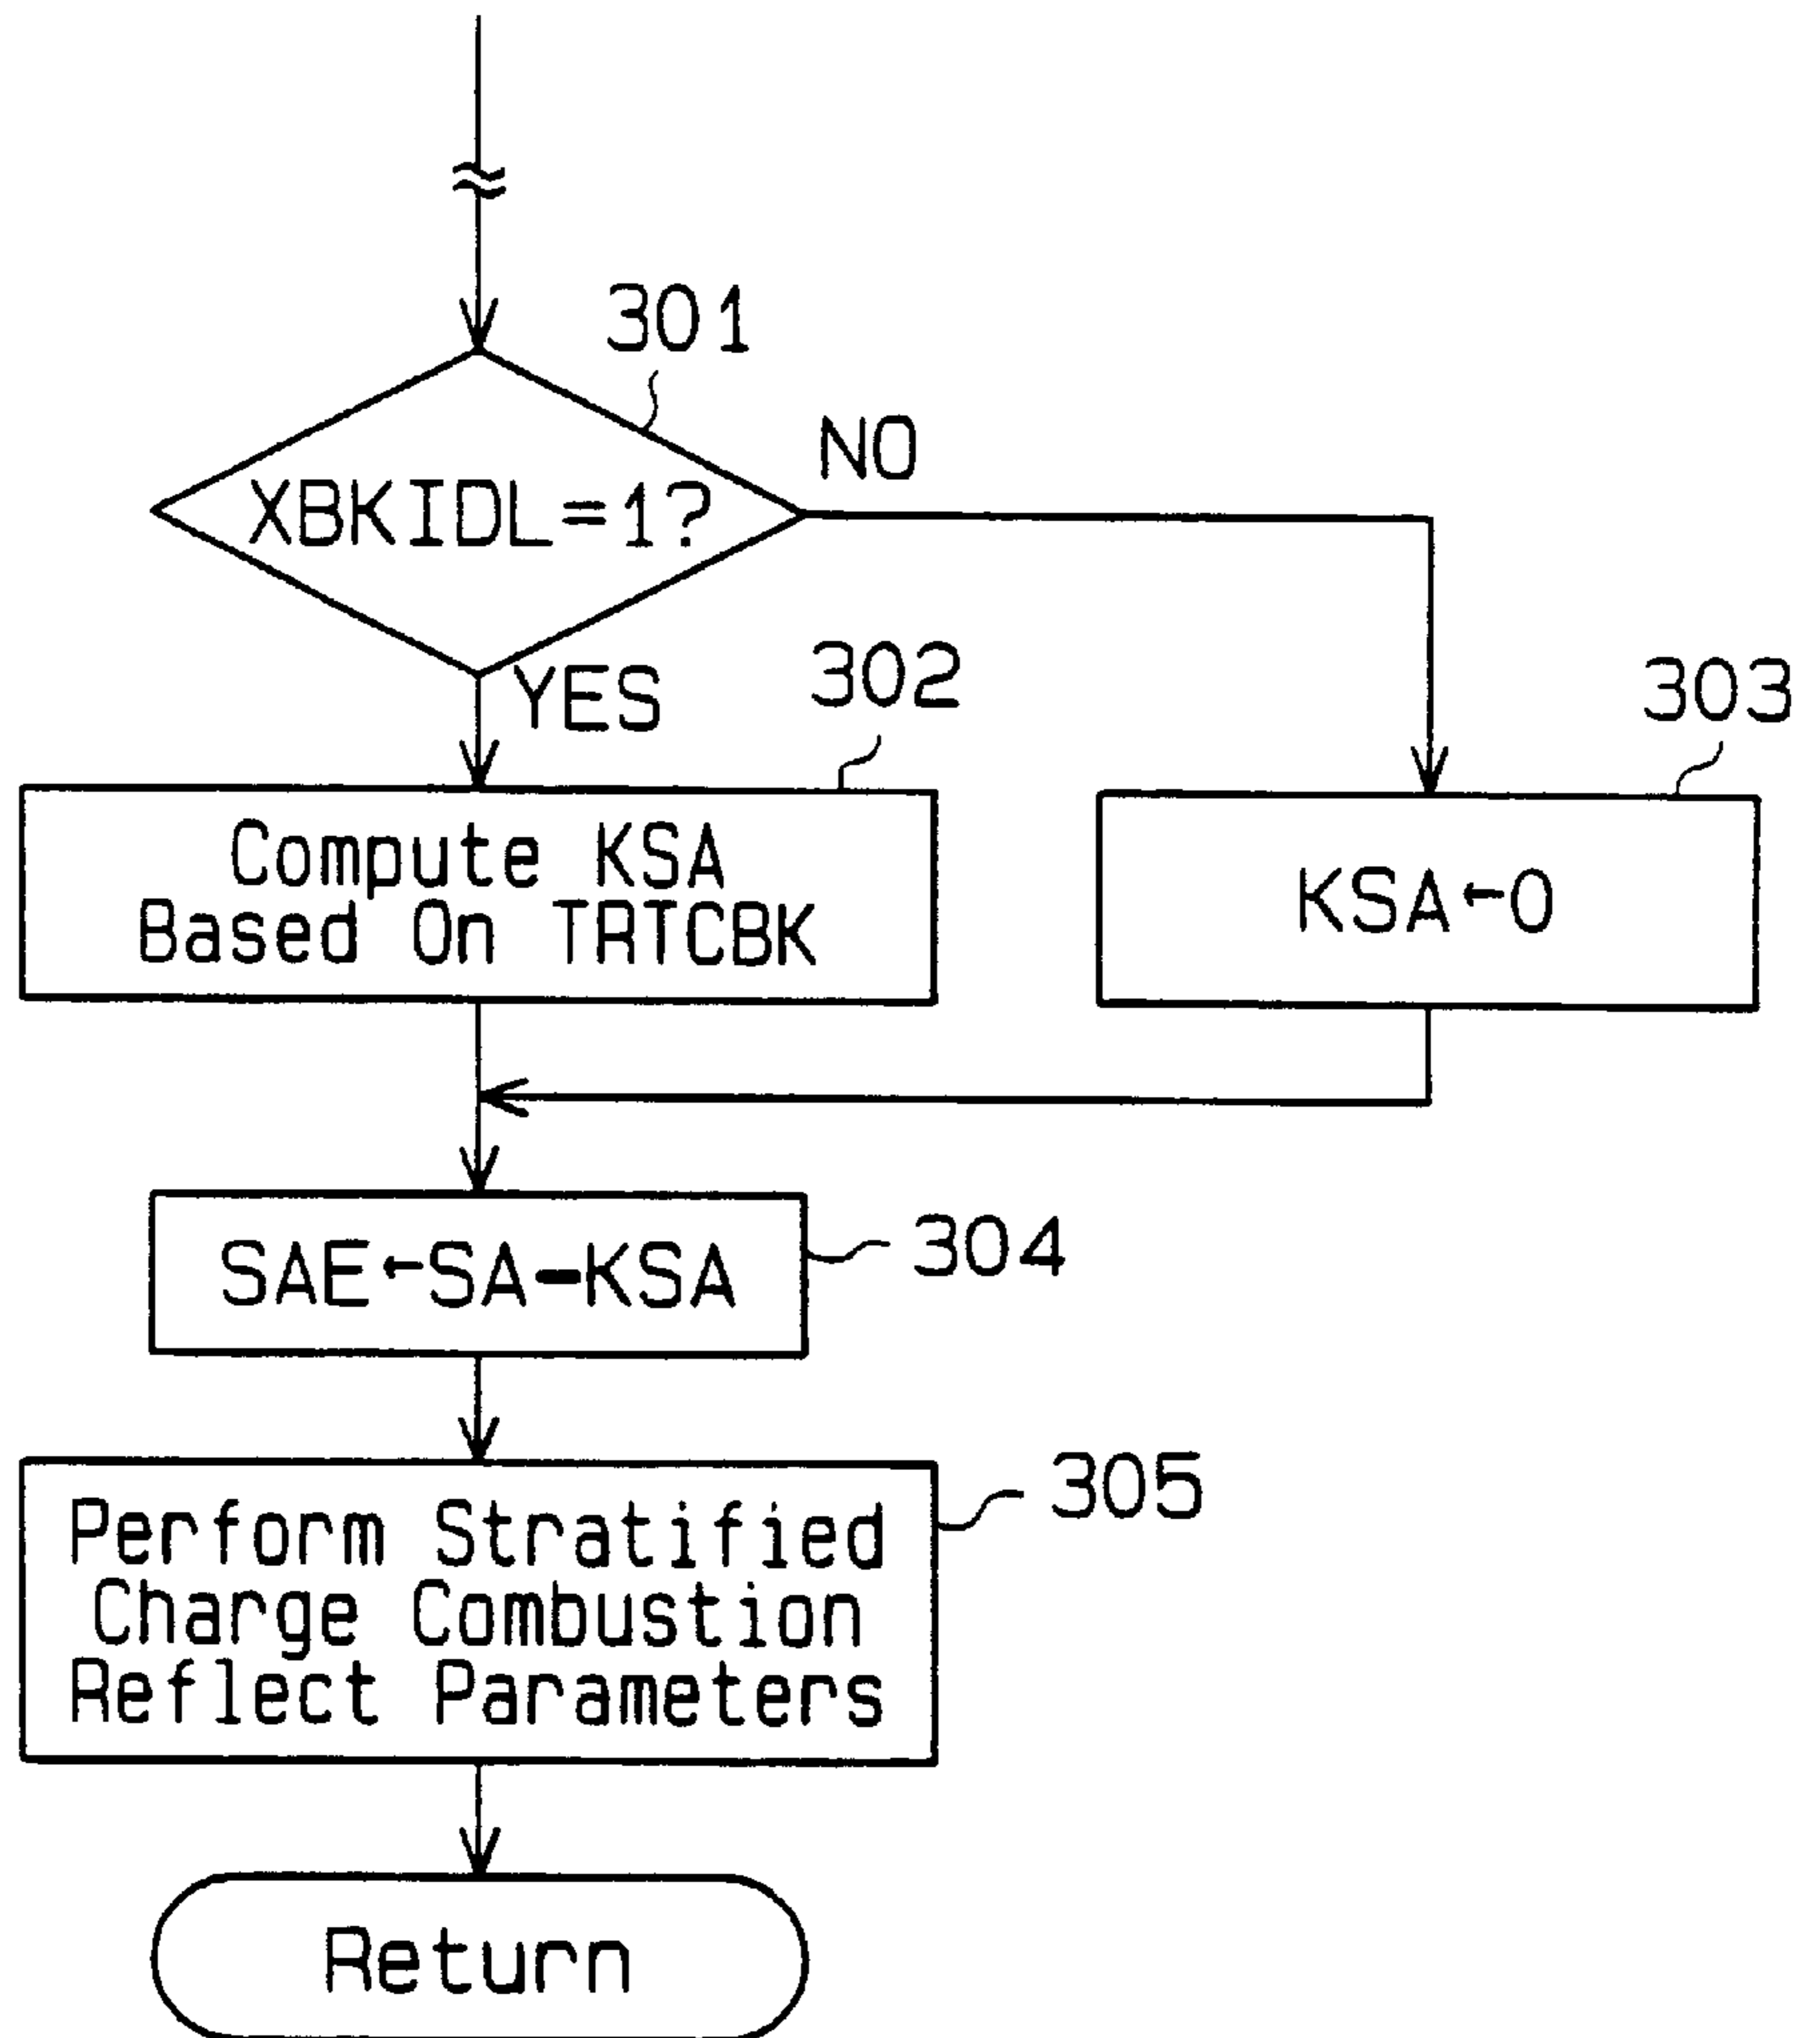 301
XBKIDL=1?
NO
YES
302
303
Compute KSA
Based On TRTCBK
KSA←0
SAE←SA-KSA
304
Perform Stratified
Charge Combustion
Reflect Parameters
305
Return